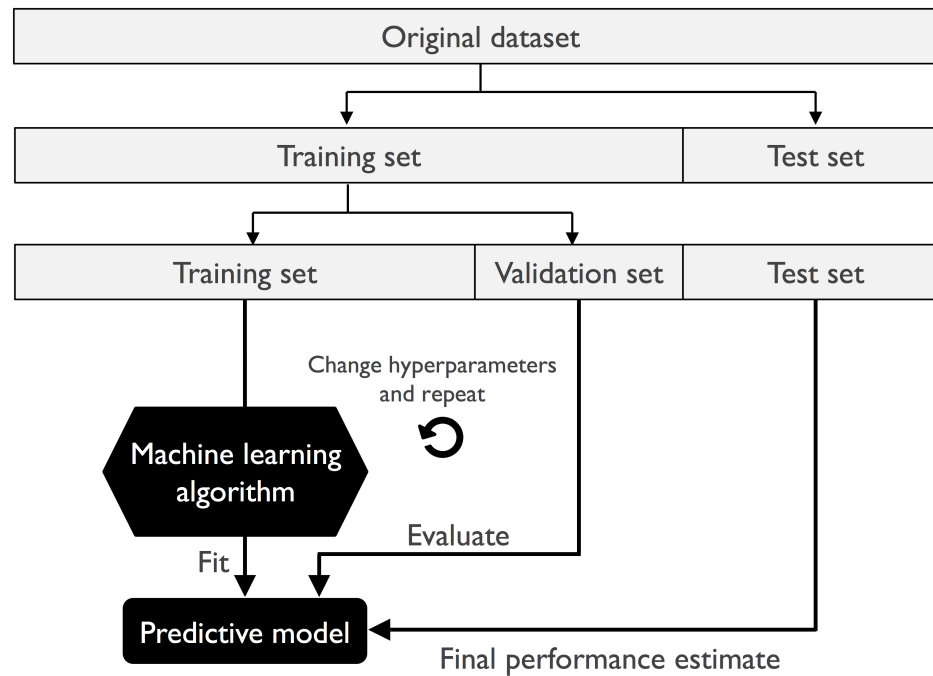 Original dataset
Training set
Test set
Training set
Validation set
Test set
Change hyperparameters
and repeat
Machine learning
algorithm
Evaluate
Fit
Predictive model
Final performance estimate